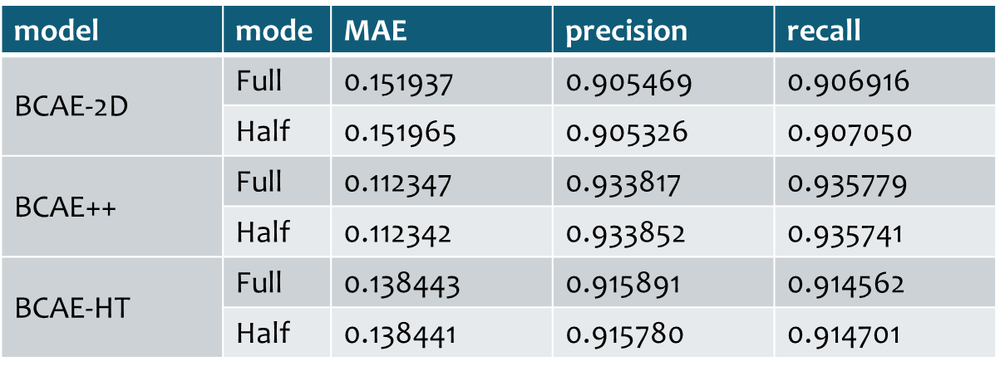 model mode MAE precision recall
BCAE-2D Full 0.151937 0.905469 0.906916
Half 0.151965 0.905326 0.907050
BCAE++ Full 0.112347 0.933817 0.935779
Half 0.112342 0.933852 0.935741
BCAE-HT Full 0.138443 0.915891 0.914562
Half 0.138441 0.915780 0.914701